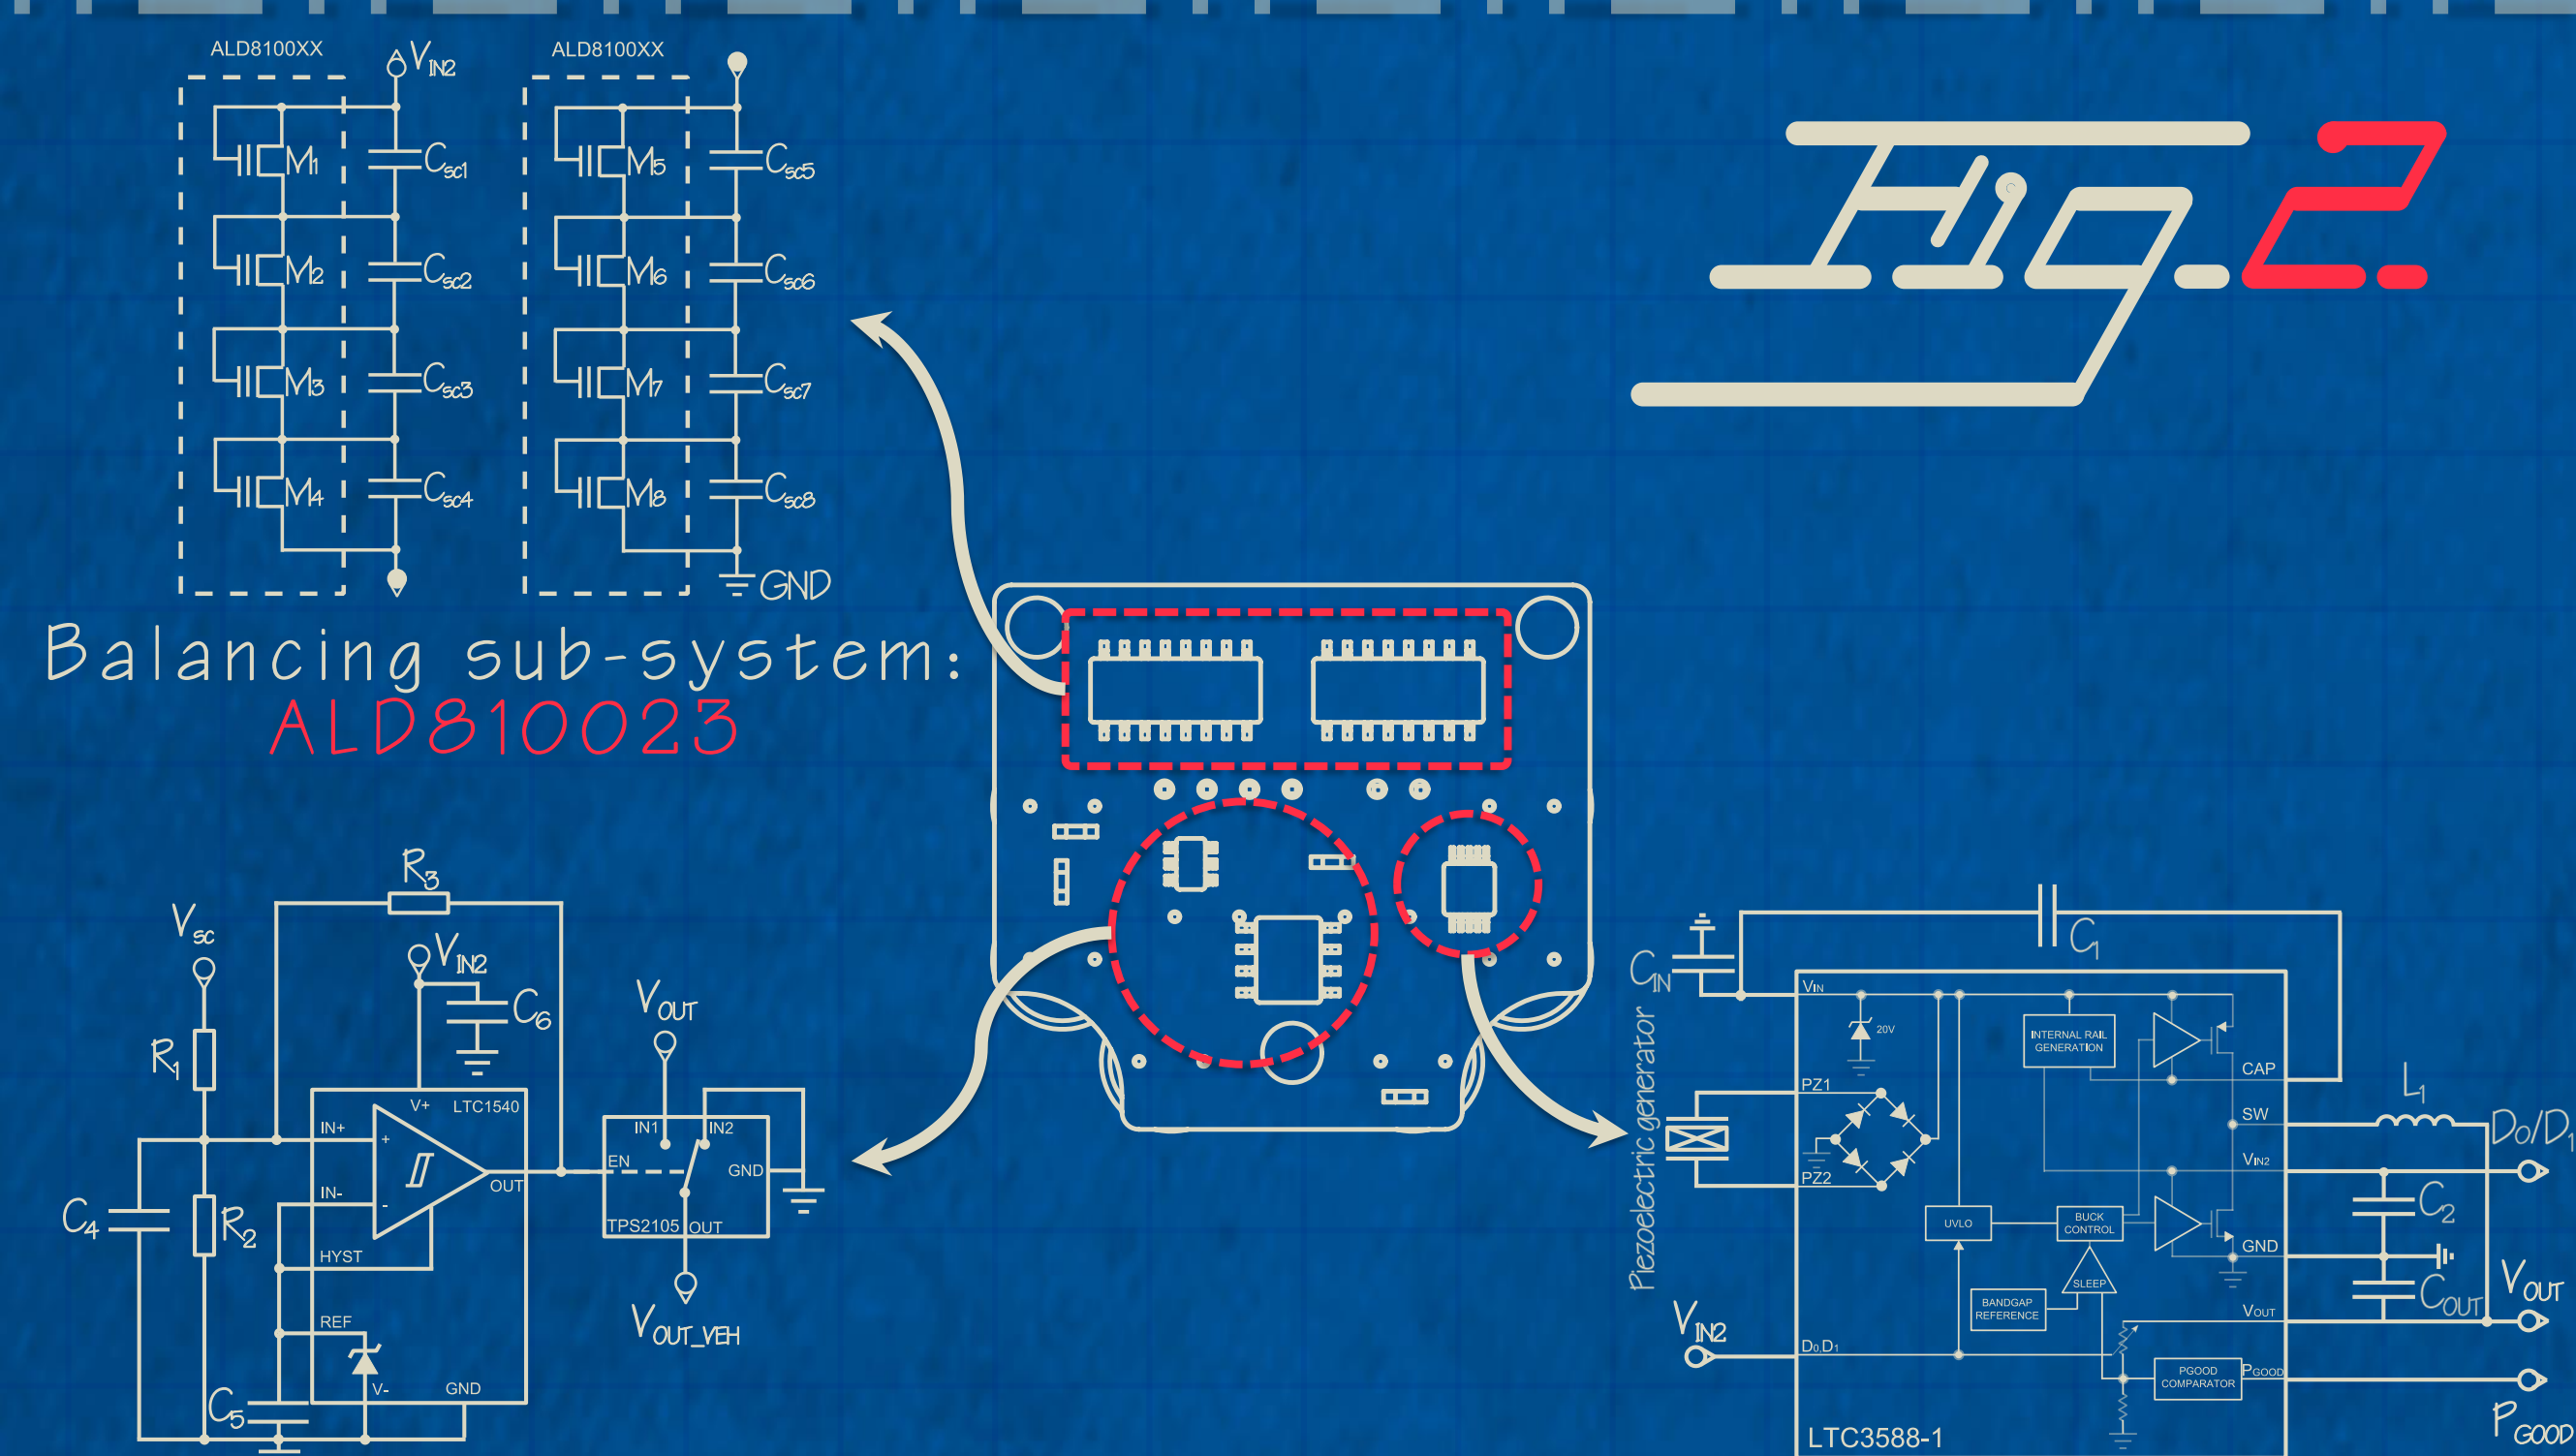 ALD8100XX
ALD8100XX
VIN2
M1
Csc1
M5
Csc5
M2
Csc2
M6
Csc6
M3
Csc3
M7
Csc7
M4
Csc4
M8
Csc8
GND
Fig.2.
Balancing sub-system:
ALD810023
R3
Vsc
VIN2
C6
R1
VOUT
V+
LTC1540
IN+
+
IN1
IN2
EN
GND
IN-
-
OUT
C4
R2
TPS2105
OUT
HYST
VOUT_VEH
REF
V-
GND
C5
C1
CIN
Piezoelectric generator
VIN
20V
INTERNAL RAIL
GENERATION
CAP
PZ1
SW
L1
D0/D1
VIN2
PZ2
UVLO
BUCK
CONTROL
C2
GND
SLEEP
BANDGAP
REFERENCE
COUT
VOUT
VOUT
VIN2
D0,D1
PGOOD
COMPARATOR
PGOOD
PGOOD
LTC3588-1